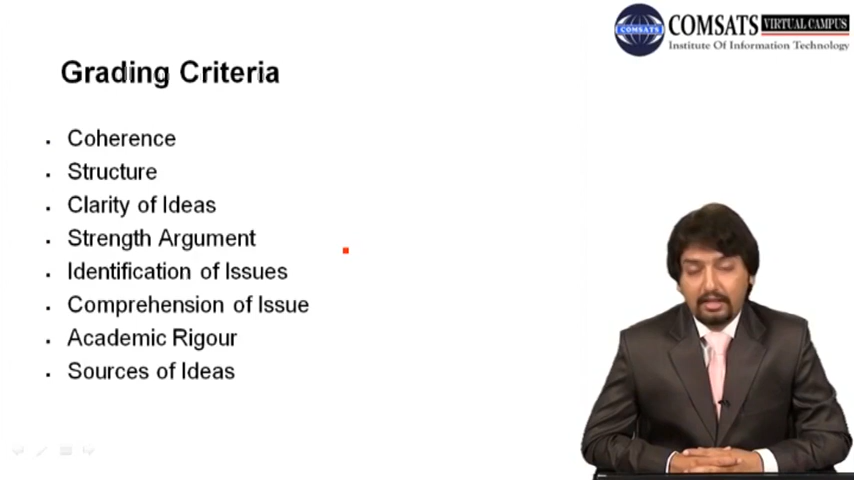 COMSATS VIRTUAL CAMPUS
COMSATS
Institute Of Information Technology
Grading Criteria
Coherence
Structure
Clarity of Ideas
Strength Argument
Identification of Issues
Comprehension of Issue
Academic Rigour
Sources of Ideas